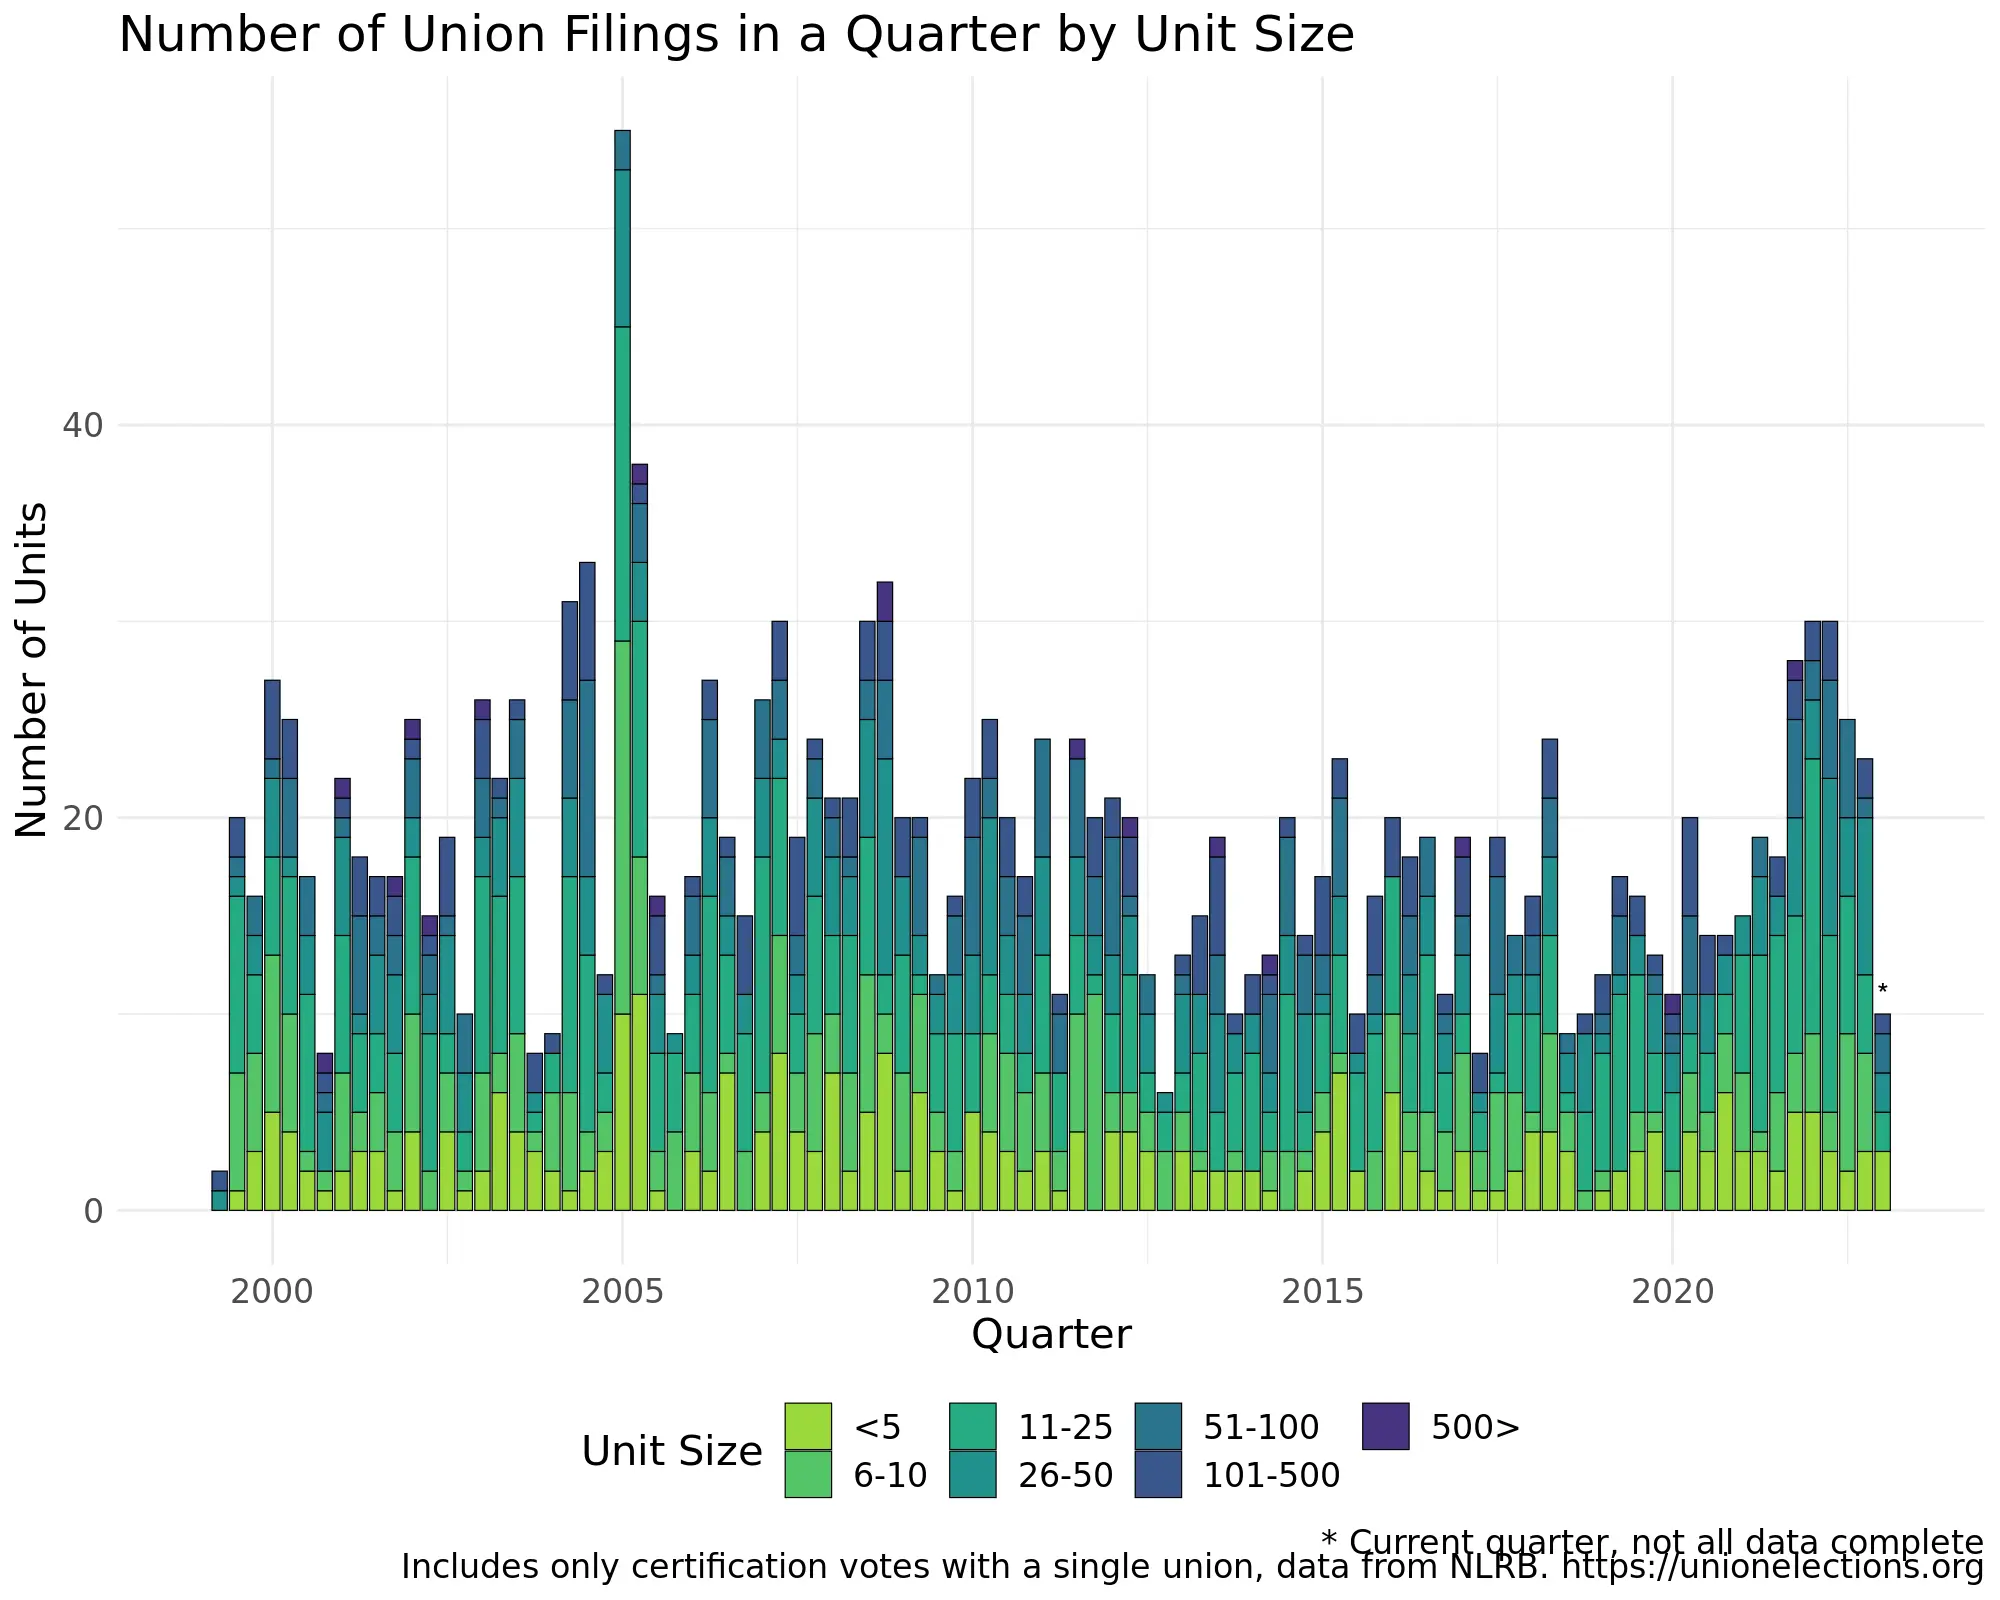 Number of Union Filings in a Quarter by Unit Size
Number of Units
40
20
0
*
2000 2005 2010 2015 2020
Quarter
Unit Size
<5 11-25 51-100 500>
6-10 26-50 101-500
* Current quarter, not all data complete
Includes only certification votes with a single union, data from NLRB. https://unionelections.org